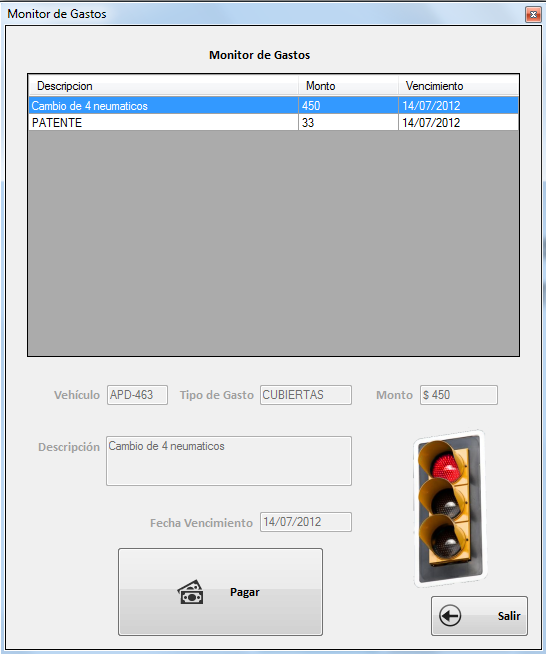 Monitor de Gastos
Monitor de Gastos
Descripcion Monto Vencimiento
Cambio de 4 neumaticos 450 14/07/2012
PATENTE 33 14/07/2012
Vehículo APD-463 Tipo de Gasto CUBIERTAS Monto $ 450
Descripción Cambio de 4 neumaticos
Fecha Vencimiento 14/07/2012
Pagar
Salir